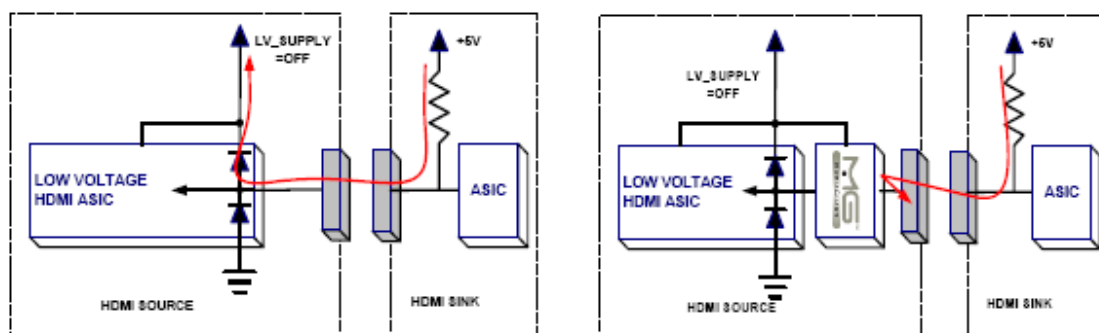 LV_SUPPLY
=OFF
+5V
LOW VOLTAGE
HDMI ASIC
ASIC
HDMI SOURCE
HDMI SINK
LV_SUPPLY
=OFF
+5V
LOW VOLTAGE
HDMI ASIC
MG
ASIC
HDMI SOURCE
HDMI SINK